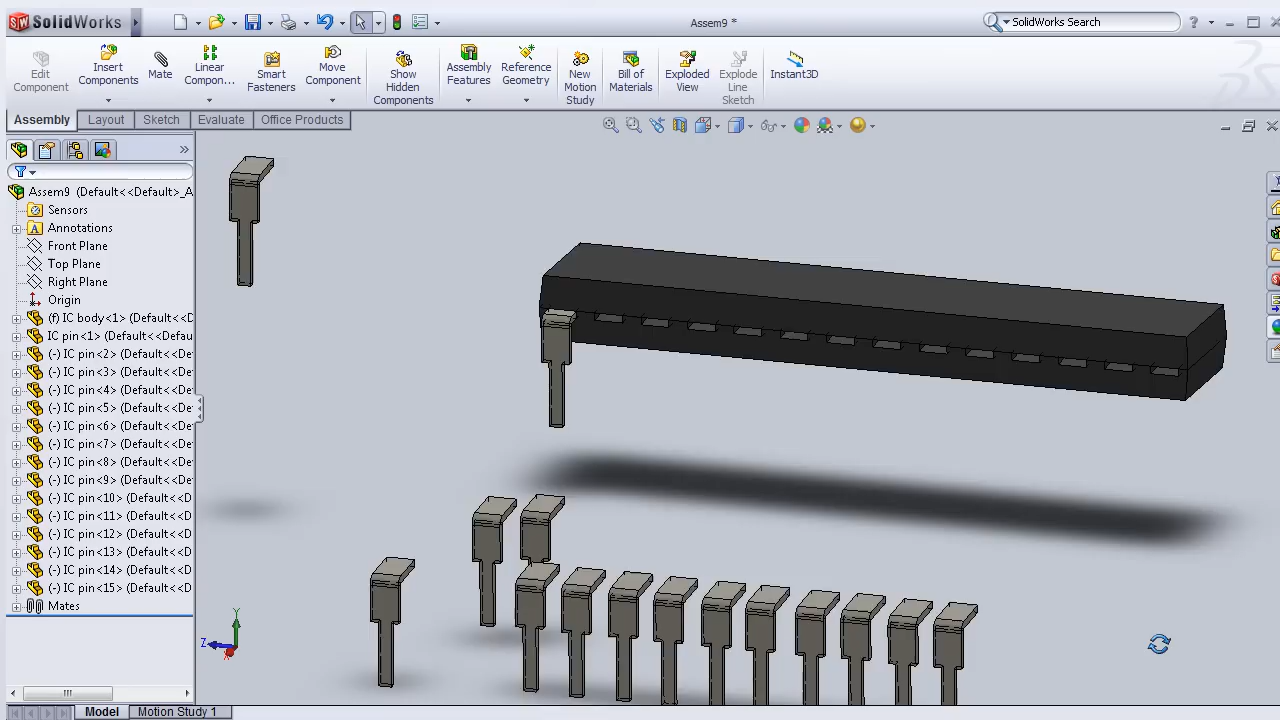 SolidWorks
Assem9 *
SolidWorks Search
Edit Component
Insert Components
Mate
Linear Compon...
Smart Fasteners
Move Component
Show Hidden Components
Assembly Features
Reference Geometry
New Motion Study
Bill of Materials
Exploded View
Explode Line Sketch
Instant3D
Assembly Layout Sketch Evaluate Office Products
Assem9 (Default<<Default>_A
Sensors
Annotations
Front Plane
Top Plane
Right Plane
Origin
(f) IC body<1> (Default<<D
IC pin<1> (Default<<Defau
(-) IC pin<2> (Default<<De
(-) IC pin<3> (Default<<De
(-) IC pin<4> (Default<<De
(-) IC pin<5> (Default<<De
(-) IC pin<6> (Default<<De
(-) IC pin<7> (Default<<De
(-) IC pin<8> (Default<<De
(-) IC pin<9> (Default<<De
(-) IC pin<10> (Default<<D
(-) IC pin<11> (Default<<D
(-) IC pin<12> (Default<<D
(-) IC pin<13> (Default<<D
(-) IC pin<14> (Default<<D
(-) IC pin<15> (Default<<D
Mates
Y
Z
X
Model Motion Study 1